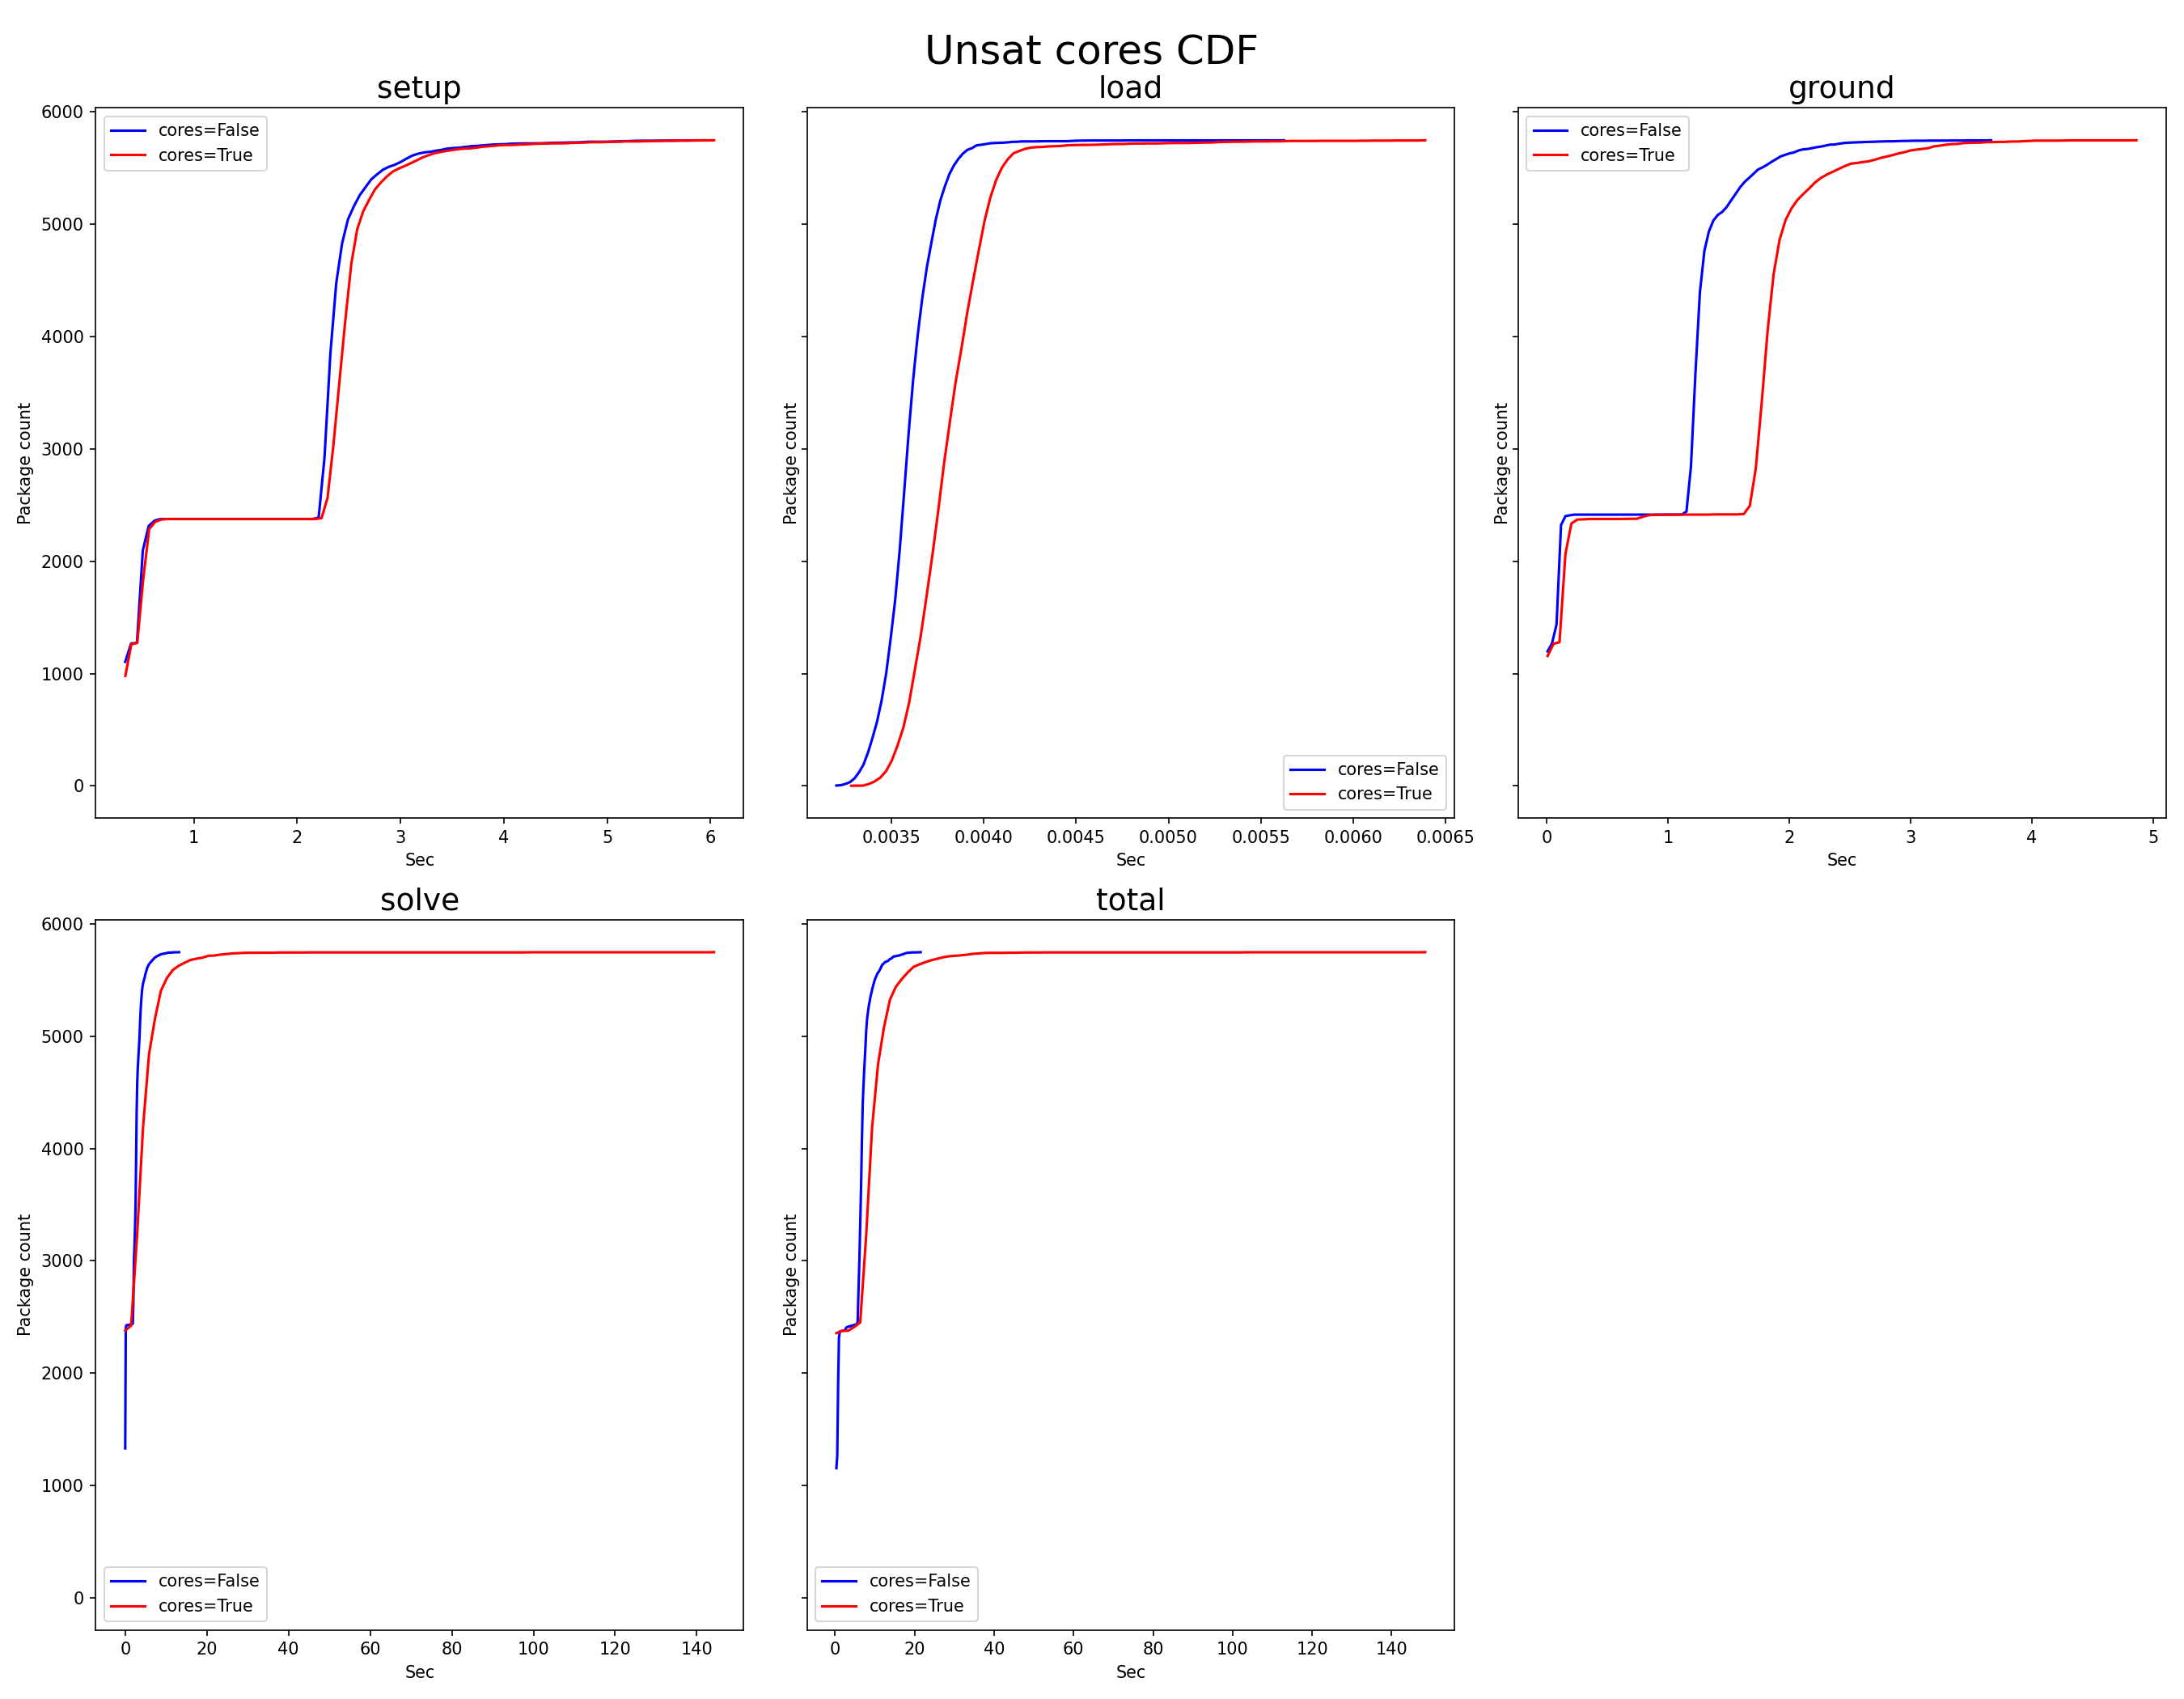 Unsat cores CDF
setup
6000
5000
4000
3000
2000
1000
0
Package count
cores=False
cores=True
1 2 3 4 5 6
Sec
load
Package count
cores=False
cores=True
0.0035 0.0040 0.0045 0.0050 0.0055 0.0060 0.0065
Sec
ground
Package count
cores=False
cores=True
0 1 2 3 4 5
Sec
solve
6000
5000
4000
3000
2000
1000
0
Package count
cores=False
cores=True
0 20 40 60 80 100 120 140
Sec
total
Package count
cores=False
cores=True
0 20 40 60 80 100 120 140
Sec